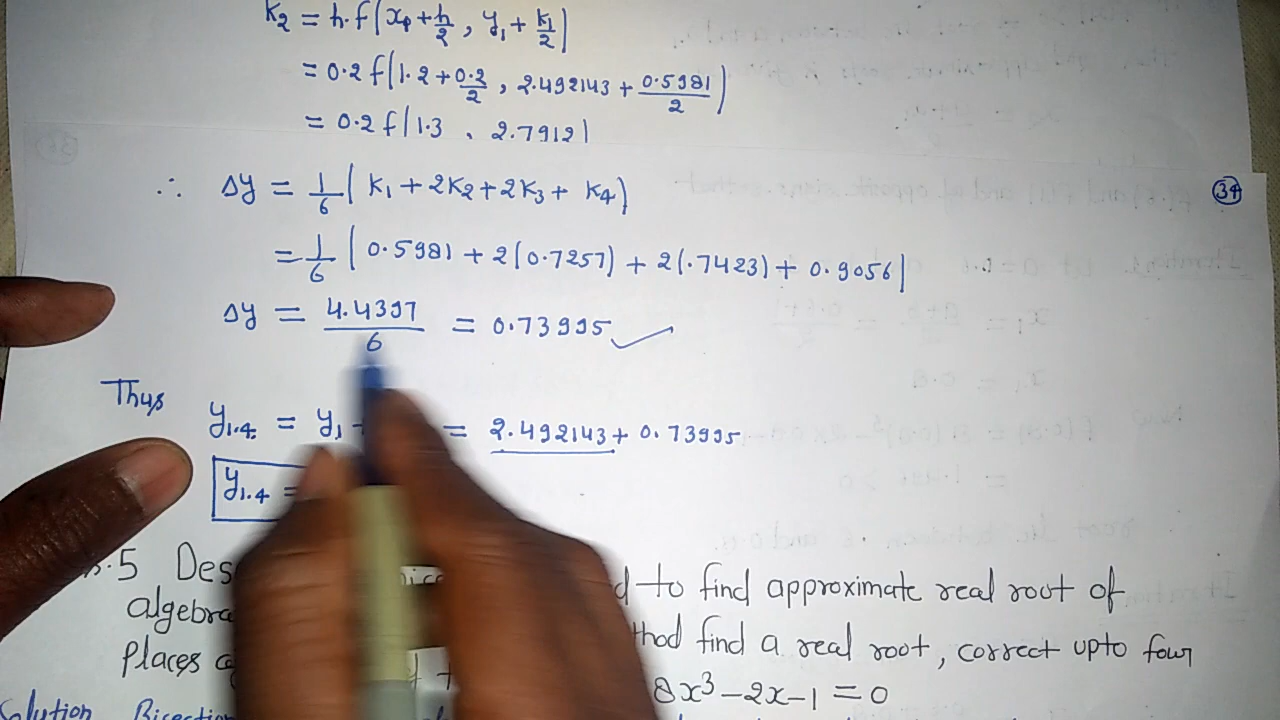 K₂ = h.f(x₁+h/2, y₁+k₁/2)
= 0.2 f(1.2+0.2/2, 2.492143+0.5981/2)
= 0.2 f(1.3, 2.7912)
34
∴ Δy = 1/6 (K₁ + 2K₂ + 2K₃ + K₄)
= 1/6 (0.5981 + 2(0.7257) + 2(.7423) + 0.9056)
Δy = 4.4397/6 = 0.73995
Thus
y₁.₄ = y₁ = 2.492143 + 0.73995
y₁.₄ =
.5 to find approximate real root of
find a real root, correct upto four
Places 8x³-2x-1=0
Solution